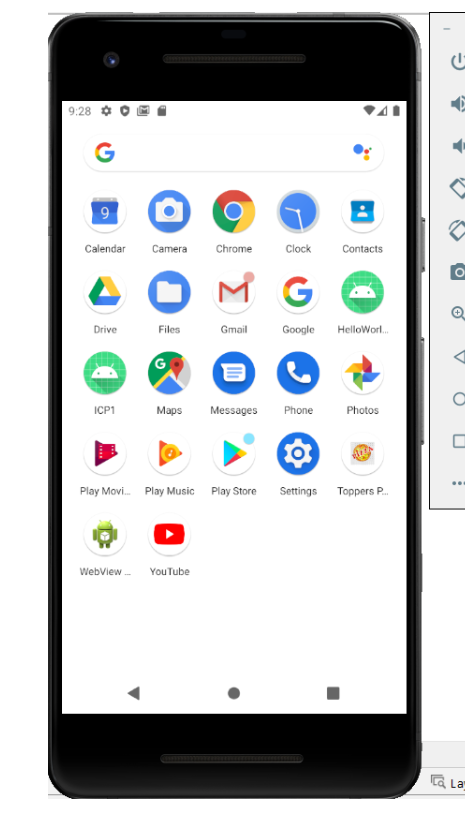 9:28
9
Calendar Camera Chrome Clock Contacts
Drive Files Gmail Google HelloWorl...
G
ICP1 Maps Messages Phone Photos
Play Movi... Play Music Play Store Settings Toppers P...
WebView ... YouTube